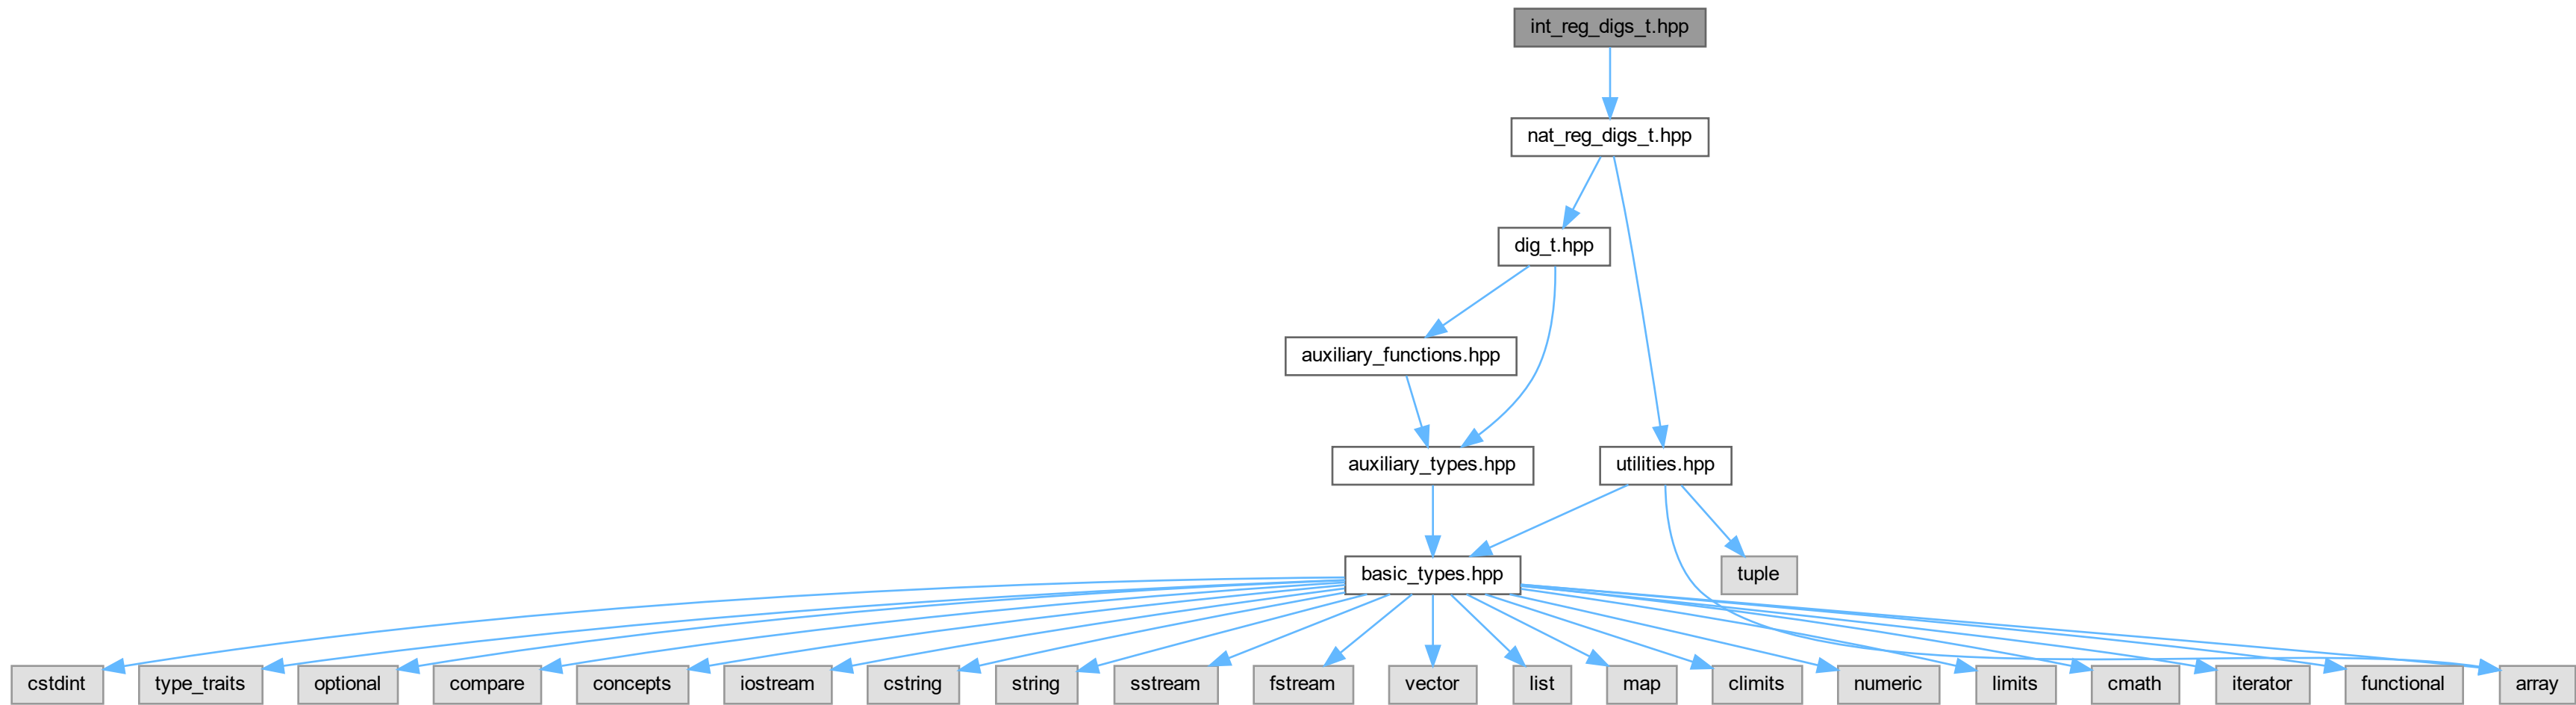 int_reg_digs_t.hpp
nat_reg_digs_t.hpp
dig_t.hpp
auxiliary_functions.hpp
auxiliary_types.hpp
utilities.hpp
basic_types.hpp
tuple
cstdint
type_traits
optional
compare
concepts
iostream
cstring
string
sstream
fstream
vector
list
map
climits
numeric
limits
cmath
iterator
functional
array